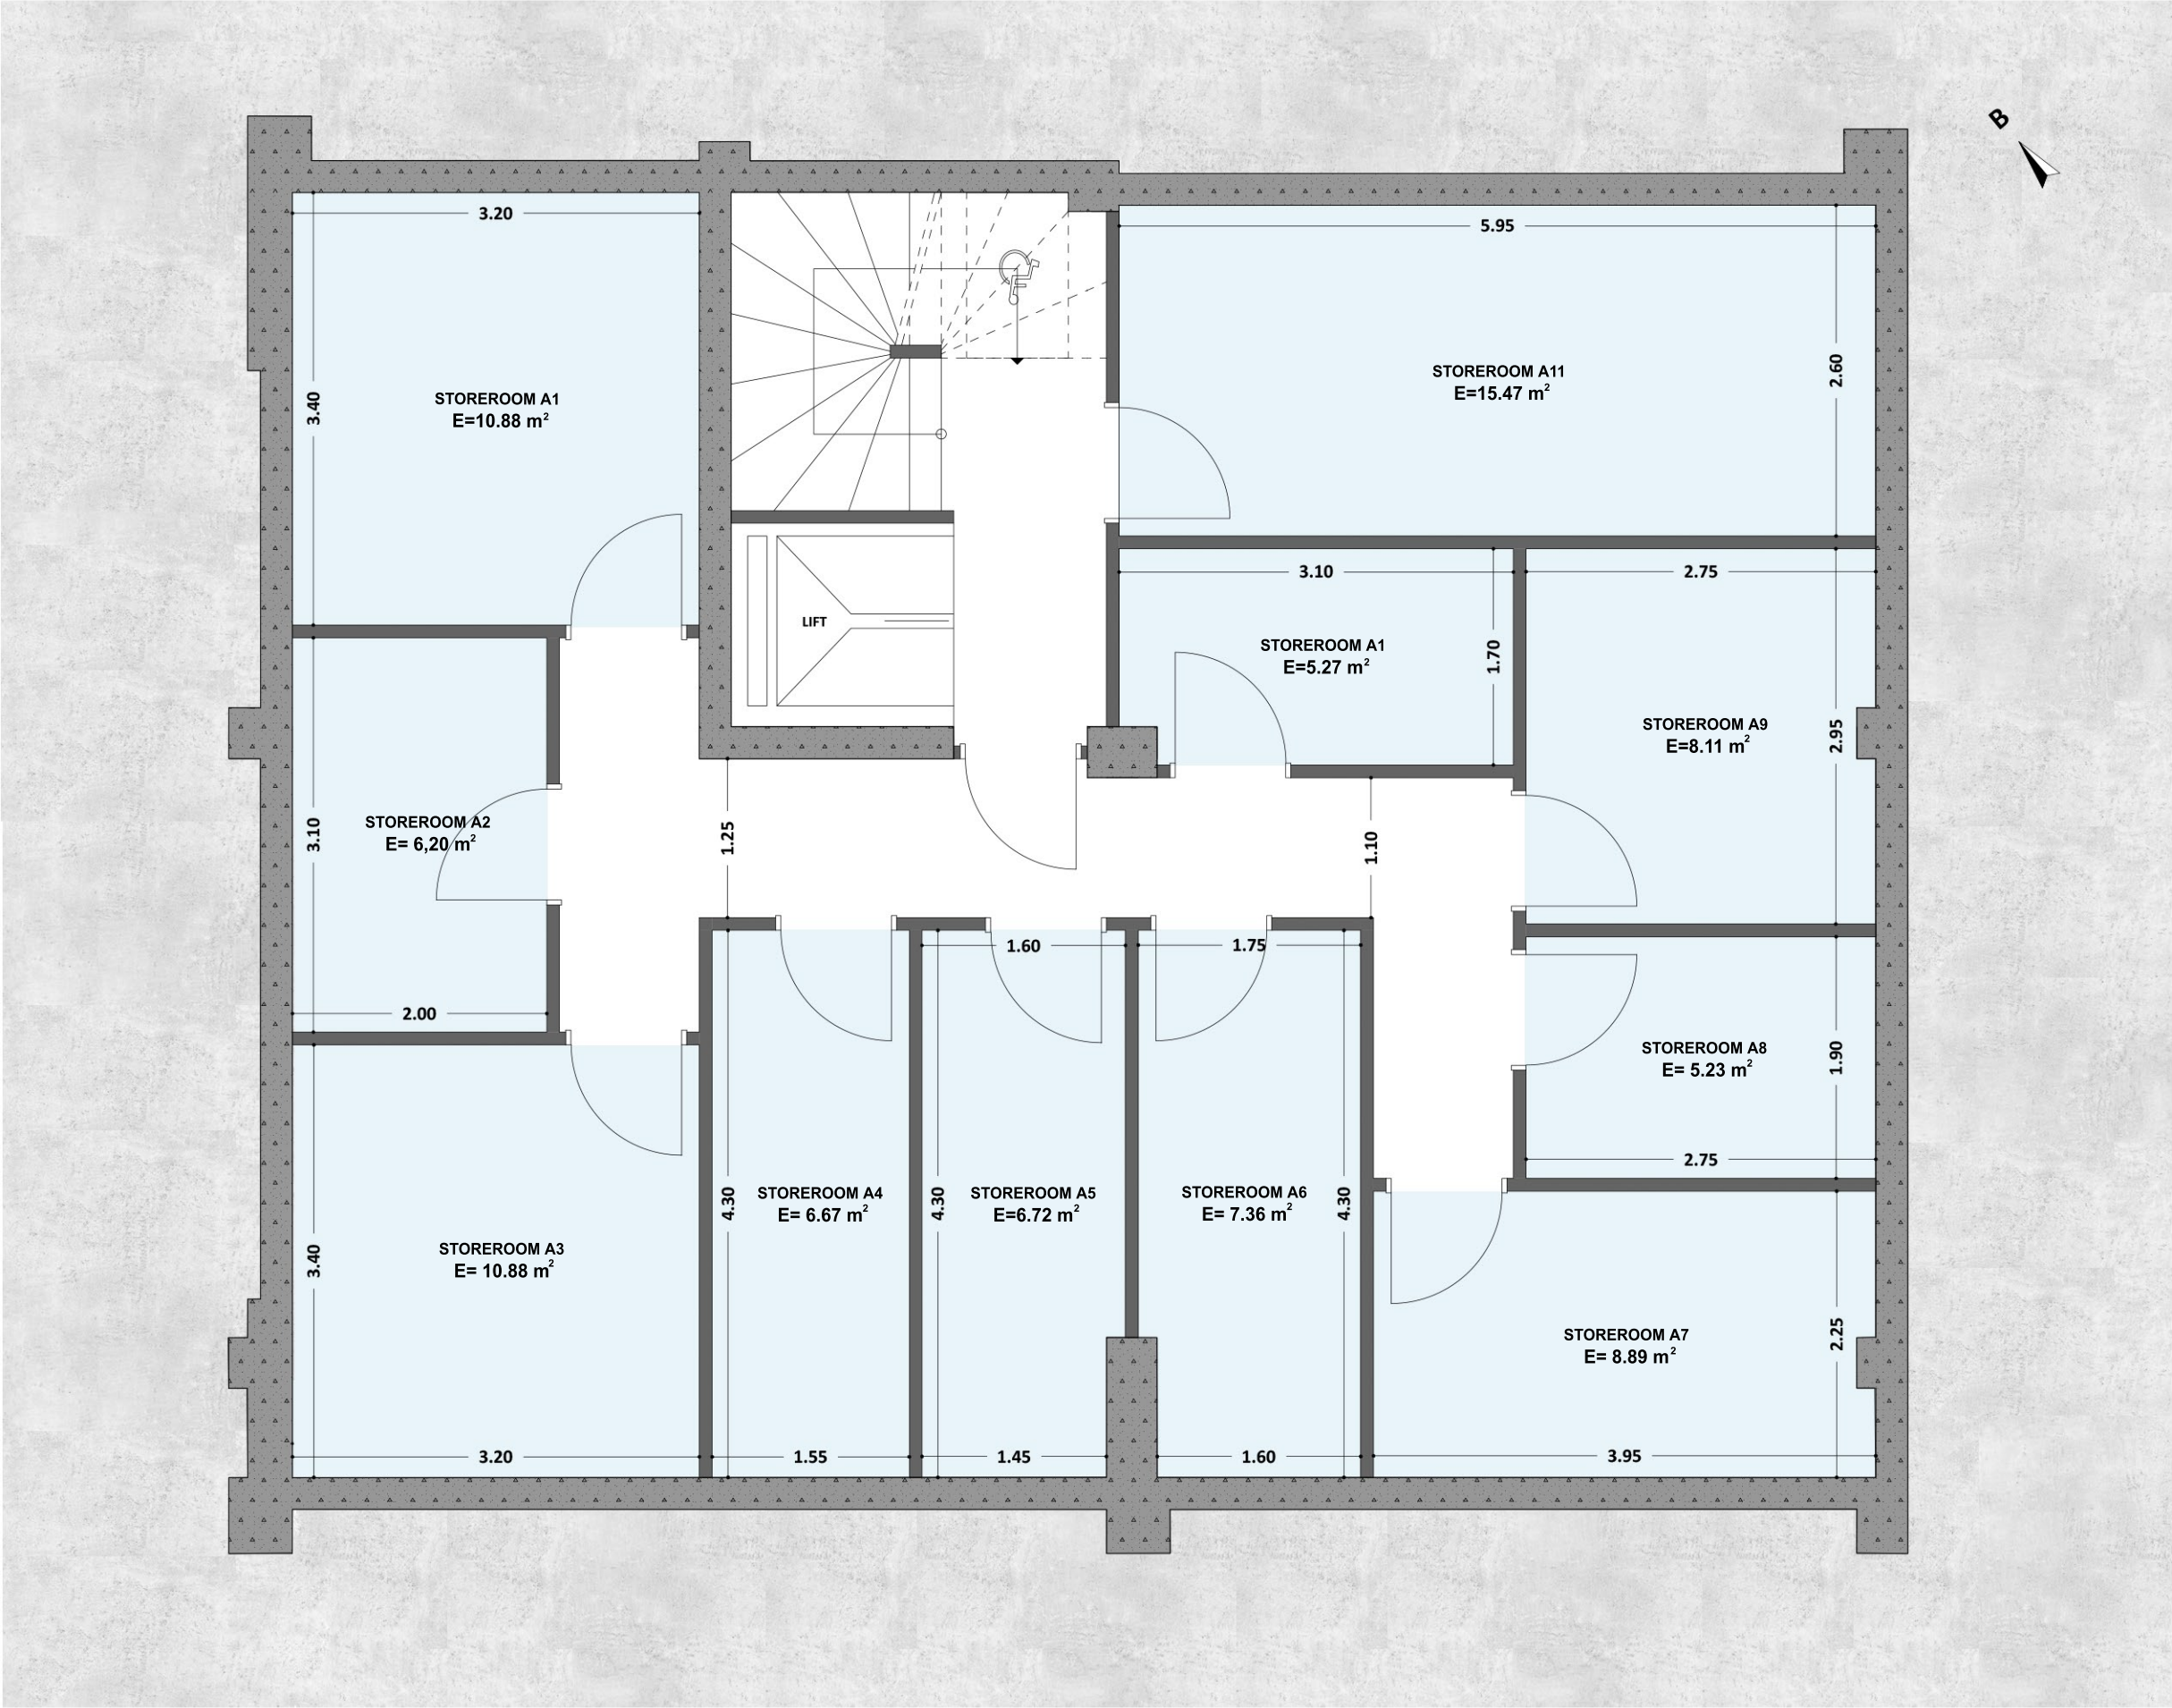 B
3.20
5.95
3.40
STOREROOM A1
E=10.88 m²
2.60
STOREROOM A11
E=15.47 m²
3.10
2.75
LIFT
STOREROOM A1
E=5.27 m²
1.70
STOREROOM A9
E=8.11 m²
2.95
3.10
STOREROOM A2
E= 6,20 m²
2.00
1.25
1.10
1.60
1.75
STOREROOM A8
E= 5.23 m²
1.90
2.75
3.40
STOREROOM A3
E= 10.88 m²
3.20
4.30
STOREROOM A4
E= 6.67 m²
1.55
4.30
STOREROOM A5
E=6.72 m²
1.45
STOREROOM A6
E= 7.36 m²
4.30
1.60
STOREROOM A7
E= 8.89 m²
2.25
3.95